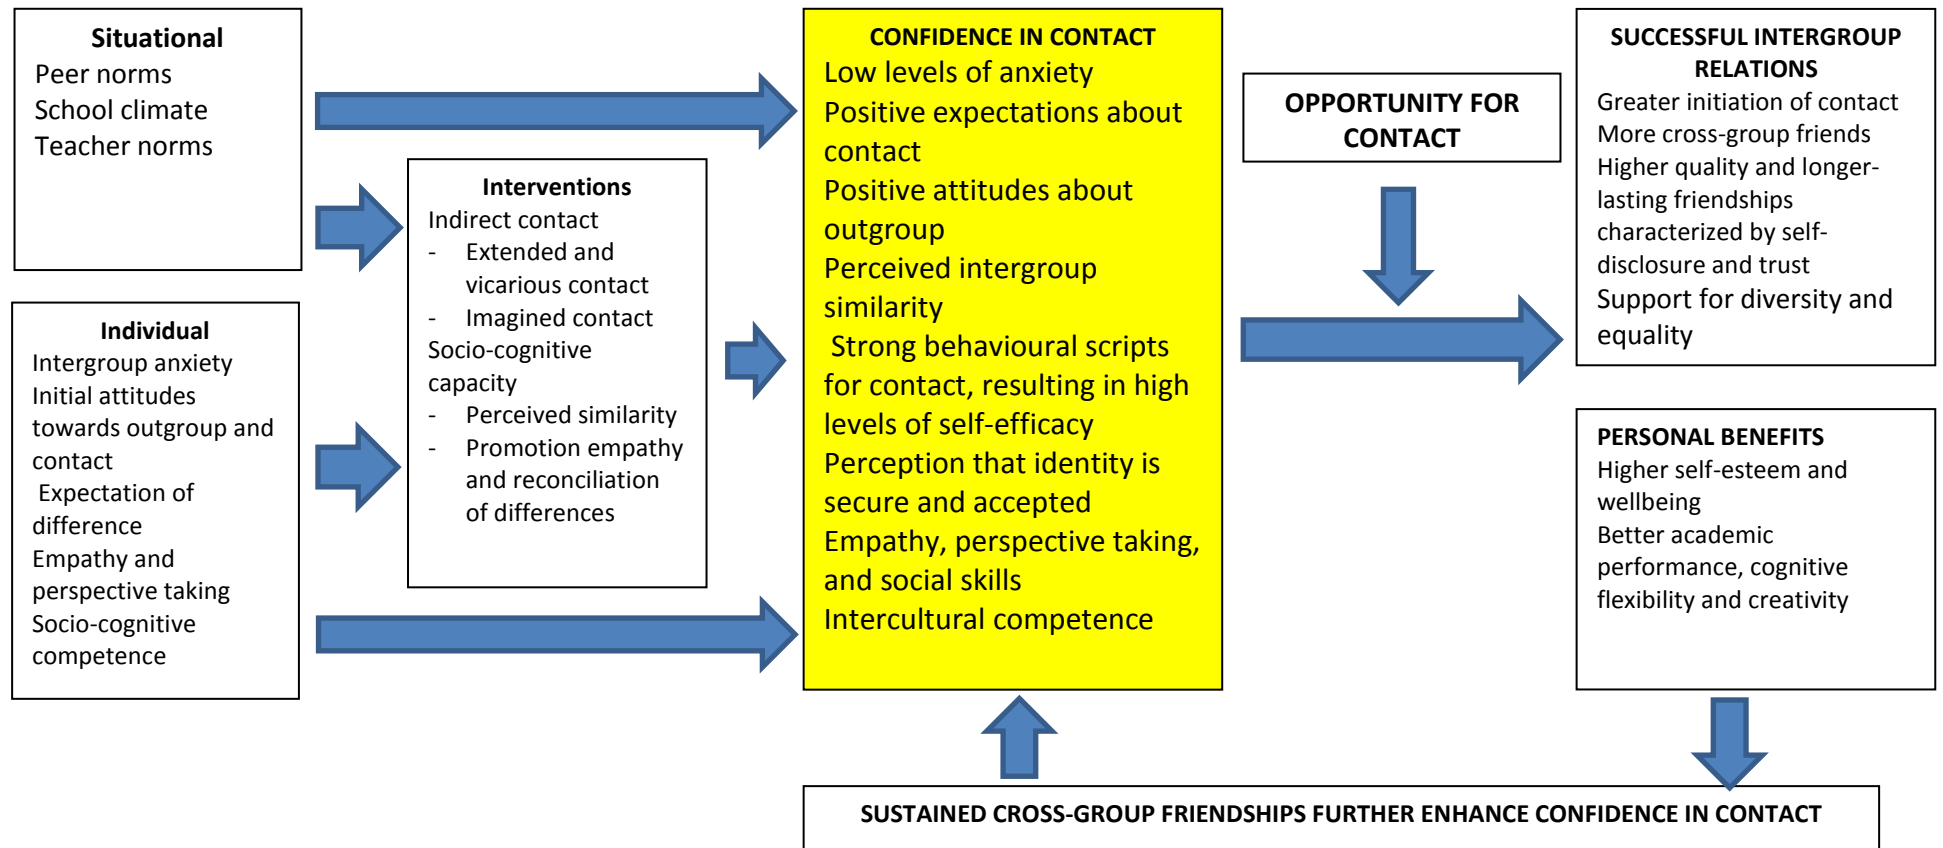 Situational
Peer norms
School climate
Teacher norms
Individual
Intergroup anxiety
Initial attitudes
towards outgroup and
contact
Expectation of
difference
Empathy and
perspective taking
Socio-cognitive
competence
Interventions
Indirect contact
- Extended and
vicarious contact
- Imagined contact
Socio-cognitive
capacity
- Perceived similarity
- Promotion empathy
and reconciliation
of differences
CONFIDENCE IN CONTACT
Low levels of anxiety
Positive expectations about
contact
Positive attitudes about
outgroup
Perceived intergroup
similarity
Strong behavioural scripts
for contact, resulting in high
levels of self-efficacy
Perception that identity is
secure and accepted
Empathy, perspective taking,
and social skills
Intercultural competence
OPPORTUNITY FOR
CONTACT
SUCCESSFUL INTERGROUP
RELATIONS
Greater initiation of contact
More cross-group friends
Higher quality and longer-
lasting friendships
characterized by self-
disclosure and trust
Support for diversity and
equality
PERSONAL BENEFITS
Higher self-esteem and
wellbeing
Better academic
performance, cognitive
flexibility and creativity
SUSTAINED CROSS-GROUP FRIENDSHIPS FURTHER ENHANCE CONFIDENCE IN CONTACT